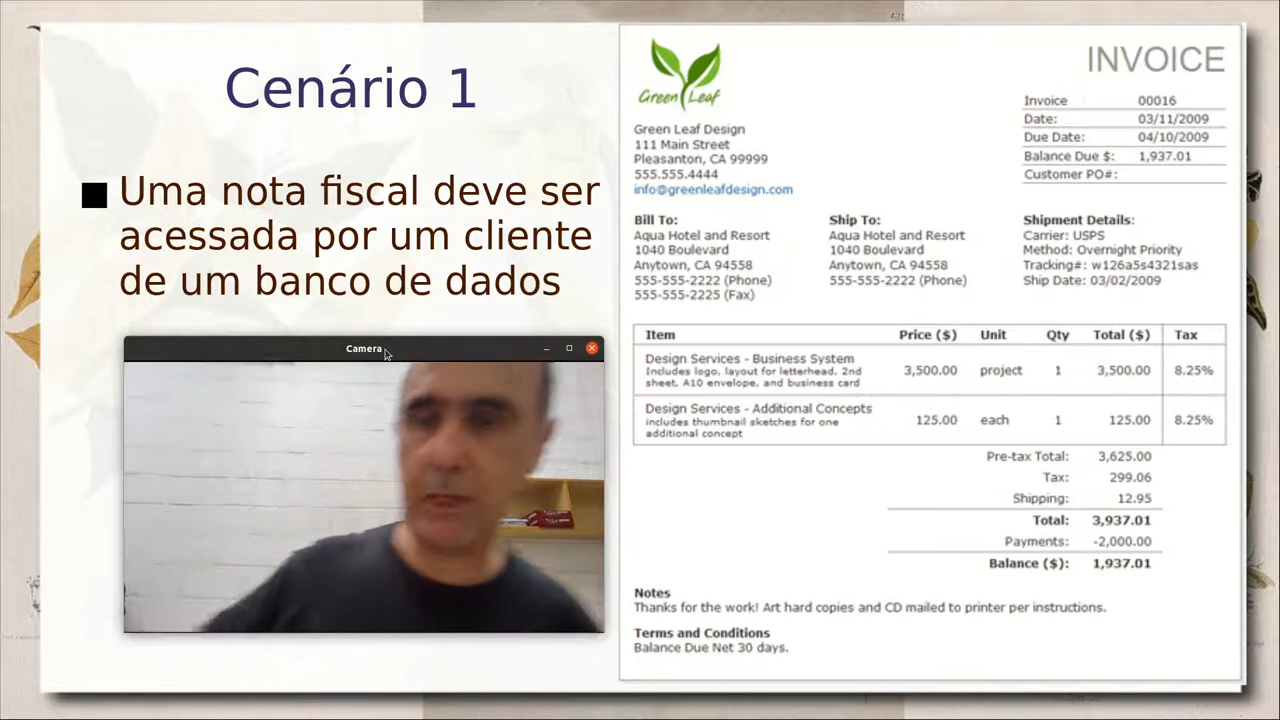 Cenário 1
Uma nota fiscal deve ser
acessada por um cliente
de um banco de dados
Camera
Green Leaf
INVOICE
Invoice 00016
Date: 03/11/2009
Due Date: 04/10/2009
Balance Due $: 1,937.01
Customer PO#:
Green Leaf Design
111 Main Street
Pleasanton, CA 99999
555.555.4444
info@greenleafdesign.com
Bill To:
Aqua Hotel and Resort
1040 Boulevard
Anytown, CA 94558
555-555-2222 (Phone)
555-555-2225 (Fax)
Ship To:
Aqua Hotel and Resort
1040 Boulevard
Anytown, CA 94558
555-555-2222 (Phone)
Shipment Details:
Carrier: USPS
Method: Overnight Priority
Tracking#: w126a5s4321sas
Ship Date: 03/02/2009
Item Price ($) Unit Qty Total ($) Tax
Design Services - Business System
Includes logo, layout for letterhead, 2nd
sheet, A10 envelope, and business card
3,500.00 project 1 3,500.00 8.25%
Design Services - Additional Concepts
includes thumbnail sketches for one
additional concept
125.00 each 1 125.00 8.25%
Pre-tax Total: 3,625.00
Tax: 299.06
Shipping: 12.95
Total: 3,937.01
Payments: -2,000.00
Balance ($): 1,937.01
Notes
Thanks for the work! Art hard copies and CD mailed to printer per instructions.
Terms and Conditions
Balance Due Net 30 days.